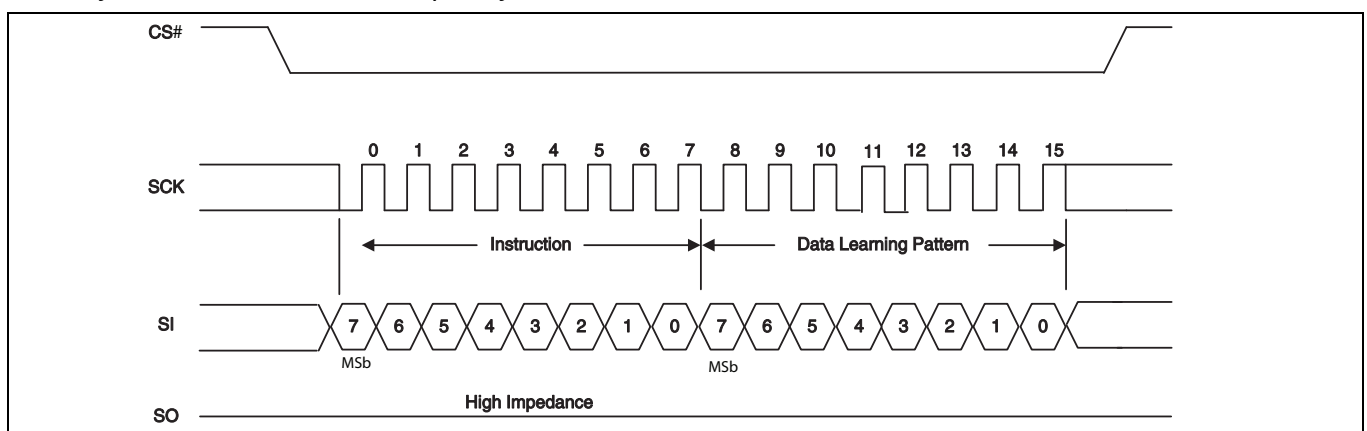 CS#
0 1 2 3 4 5 6 7 8 9 10 11 12 13 14 15
SCK
Instruction Data Learning Pattern
SI 7 6 5 4 3 2 1 0 7 6 5 4 3 2 1 0
MSb MSb
High Impedance
SO